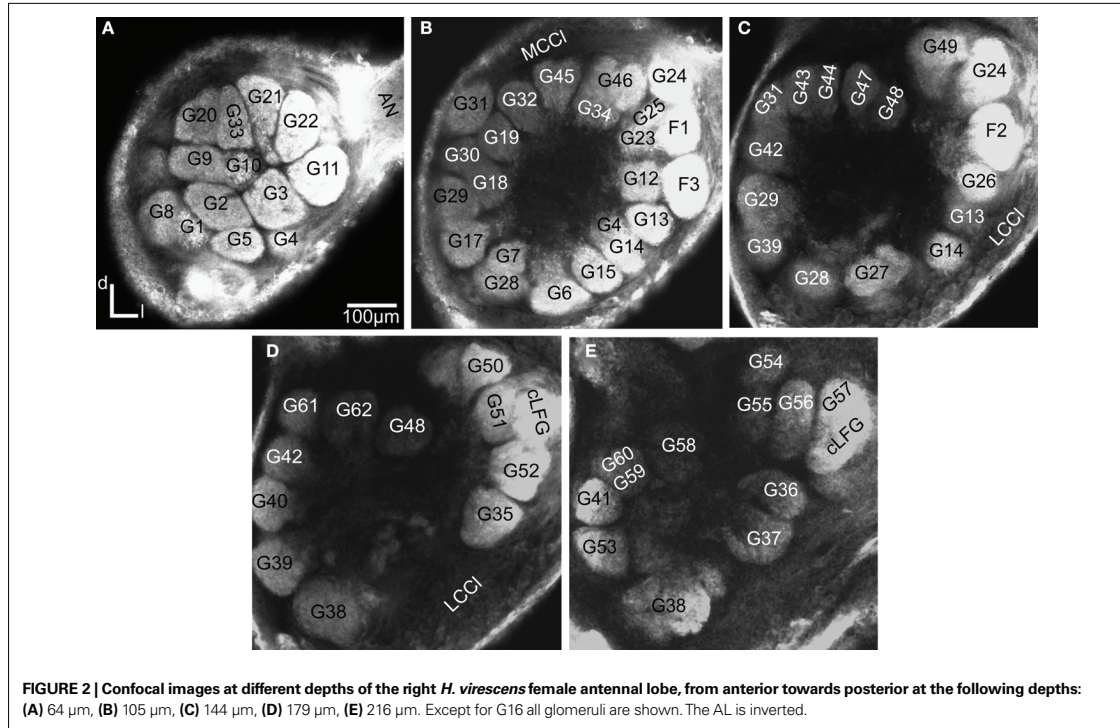 A
G21
AN
G20
G33
G22
G9
G10
G11
G3
G2
G8
G1
G5
G4
d
l
100µm
B
MCCl
G45
G46
G24
G31
G32
G34
G25
F1
G19
G23
G30
G18
G12
F3
G29
G4
G13
G17
G7
G14
G28
G15
G6
C
G49
G31
G43
G44
G47
G24
G48
F2
G42
G26
G29
G13
LCCl
G39
G14
G28
G27
D
G50
G61
G62
G48
G51
cLFG
G42
G52
G40
G35
G39
LCCl
G38
E
G54
G55
G56
G57
cLFG
G58
G60
G59
G41
G36
G53
G37
G38
FIGURE 2 | Confocal images at different depths of the right H. virescens female antennal lobe, from anterior towards posterior at the following depths:
(A) 64 µm, (B) 105 µm, (C) 144 µm, (D) 179 µm, (E) 216 µm. Except for G16 all glomeruli are shown. The AL is inverted.